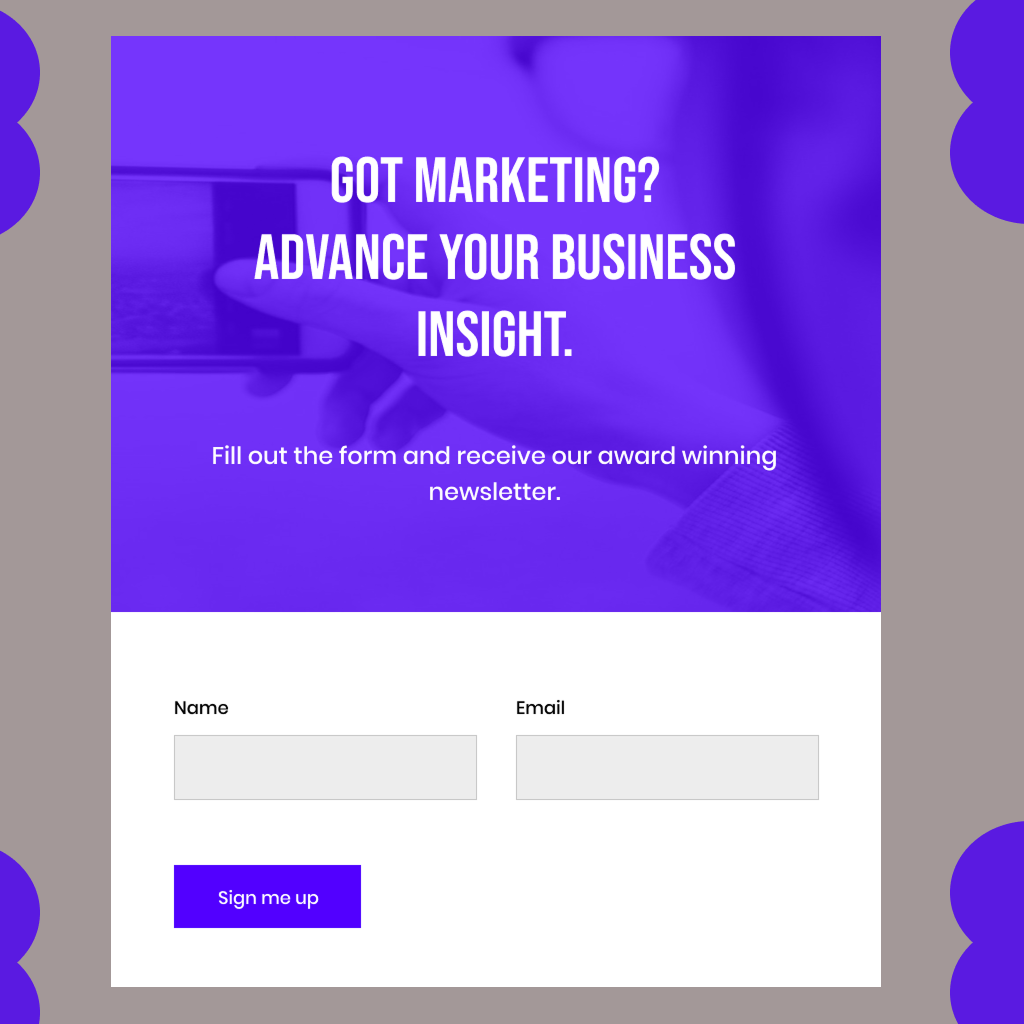 GOT MARKETING?
ADVANCE YOUR BUSINESS
INSIGHT.
Fill out the form and receive our award winning
newsletter.
Name
Email
Sign me up